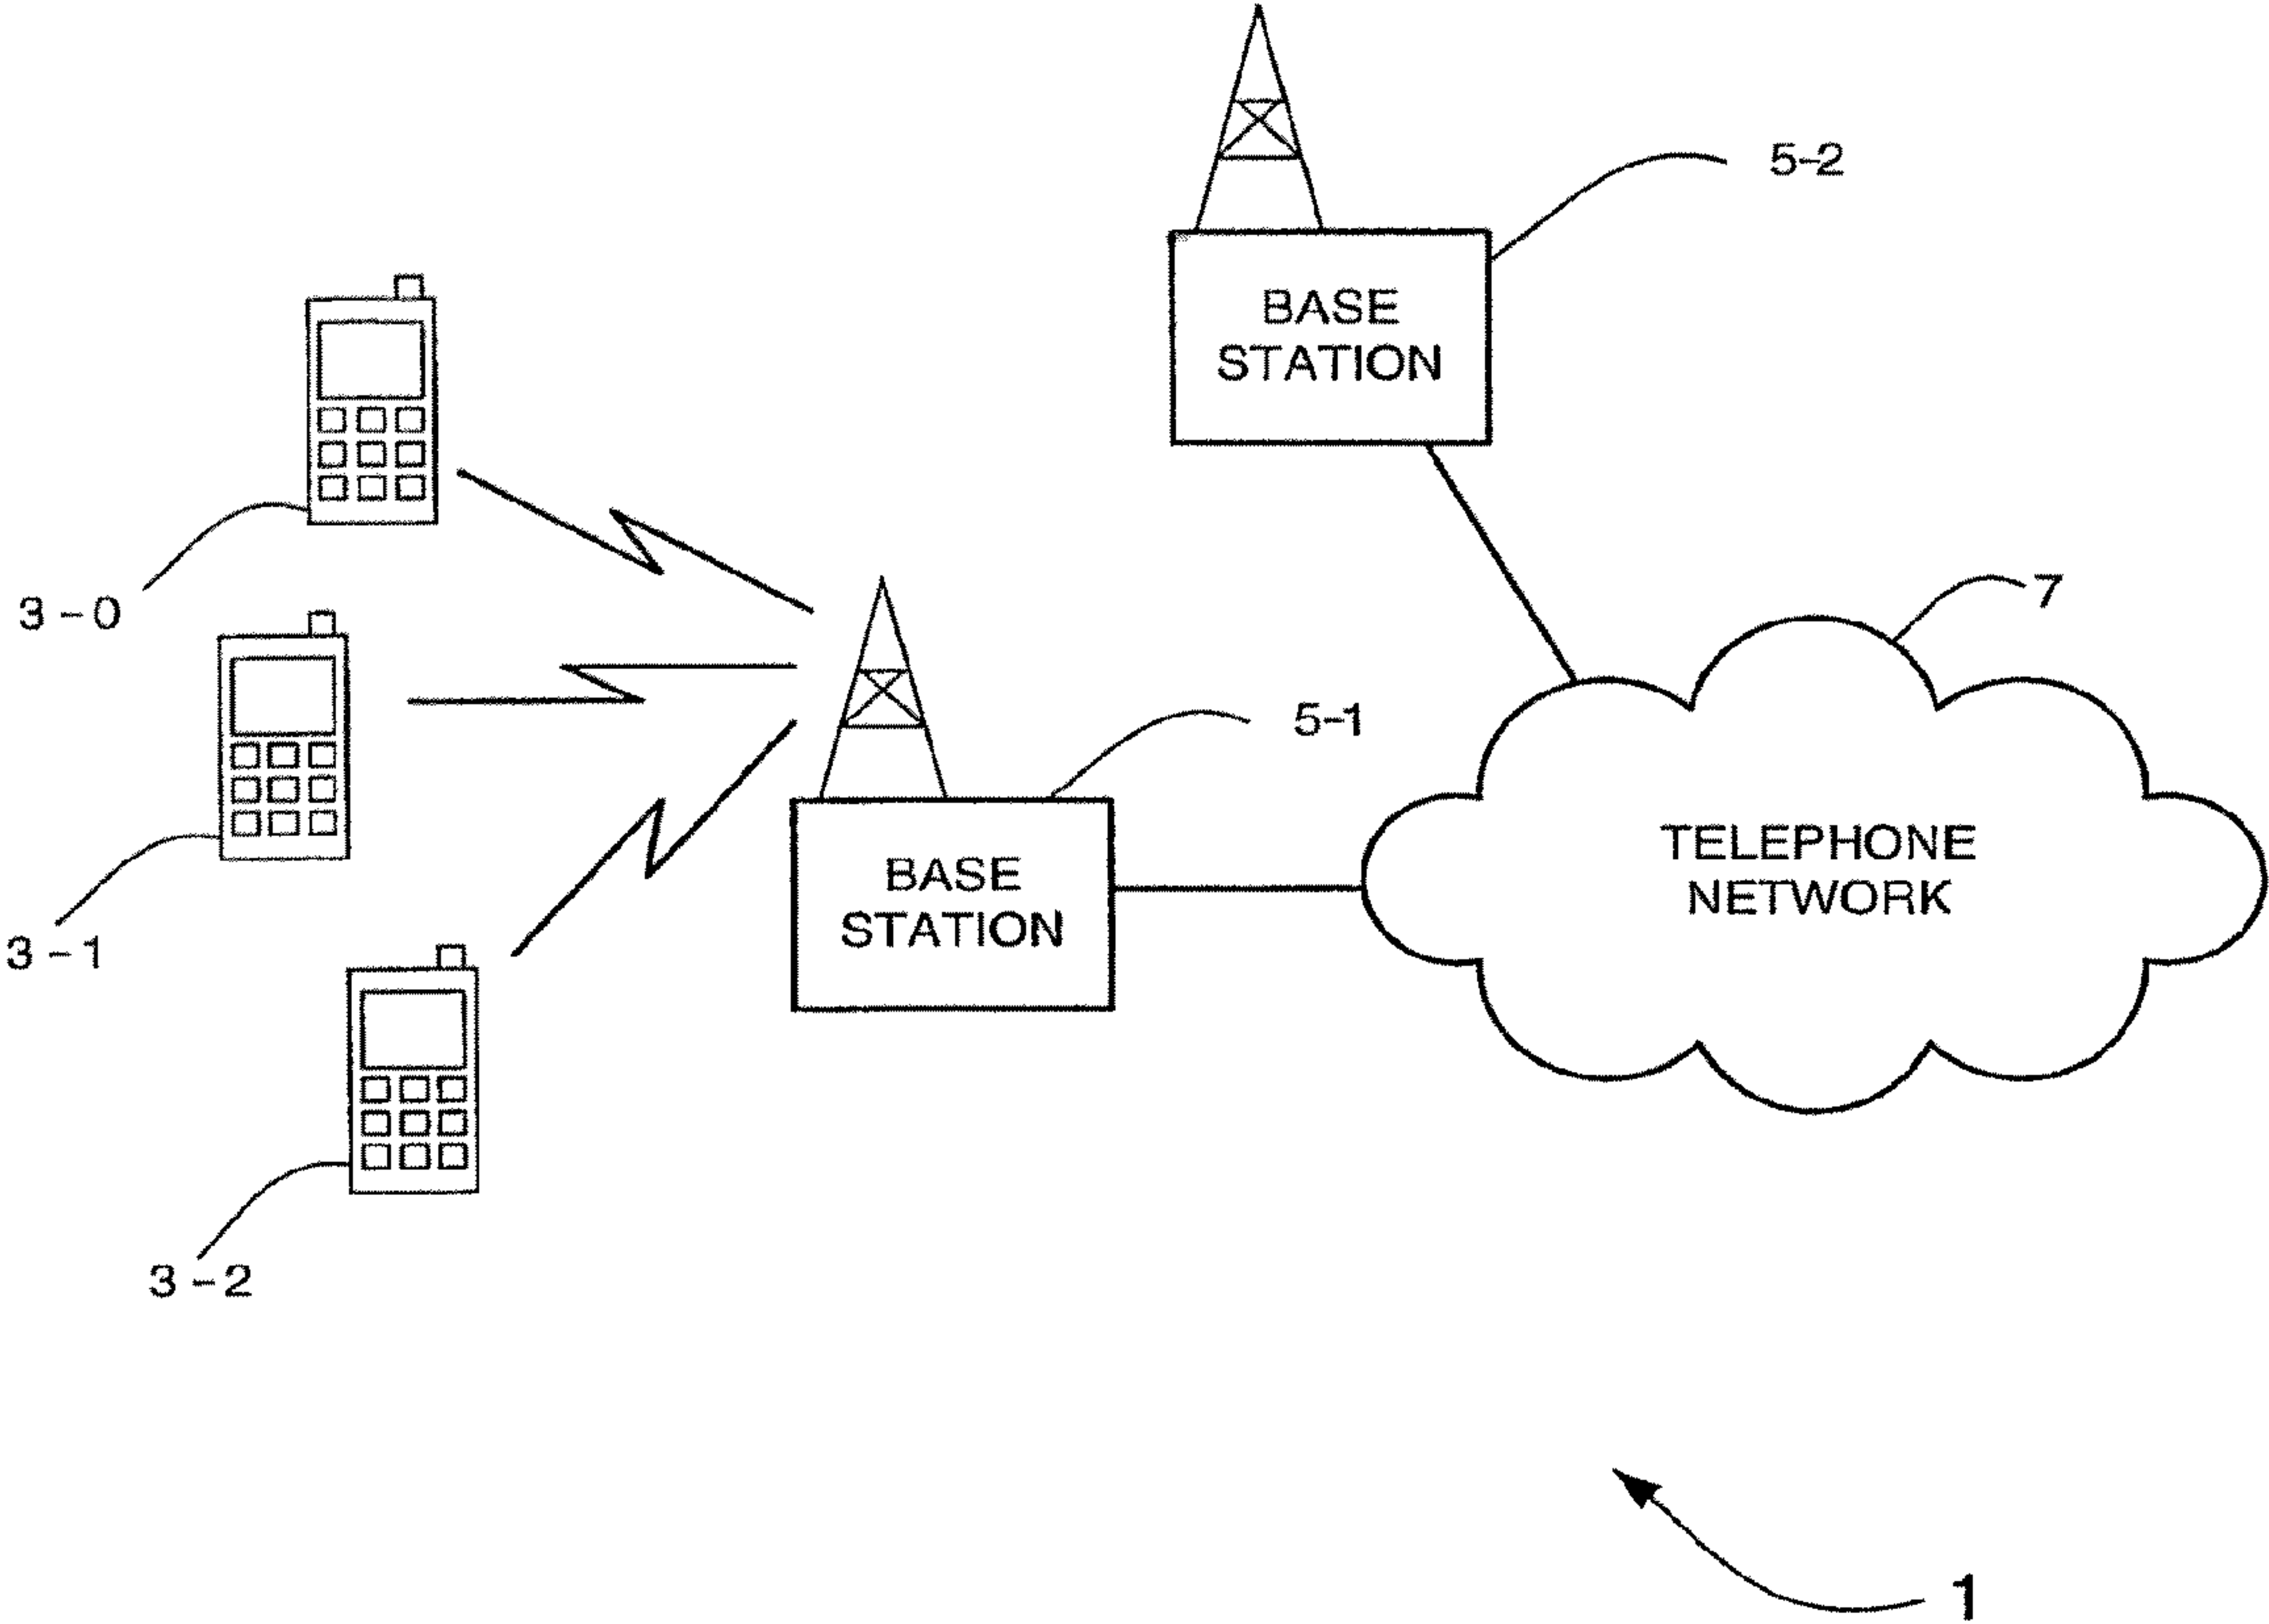 5-2
BASE
STATION
3-0
7
5-1
TELEPHONE
NETWORK
BASE
STATION
3-1
3-2
1